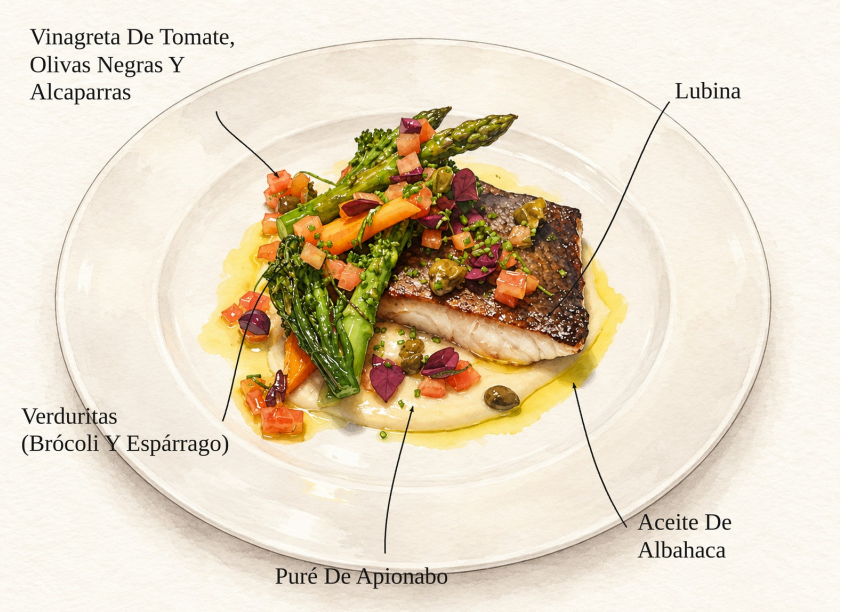 Vinagreta De Tomate,
Olivas Negras Y
Alcaparras
Lubina
Verduritas
(Brócoli Y Espárrago)
Aceite De
Albahaca
Puré De Apionabo